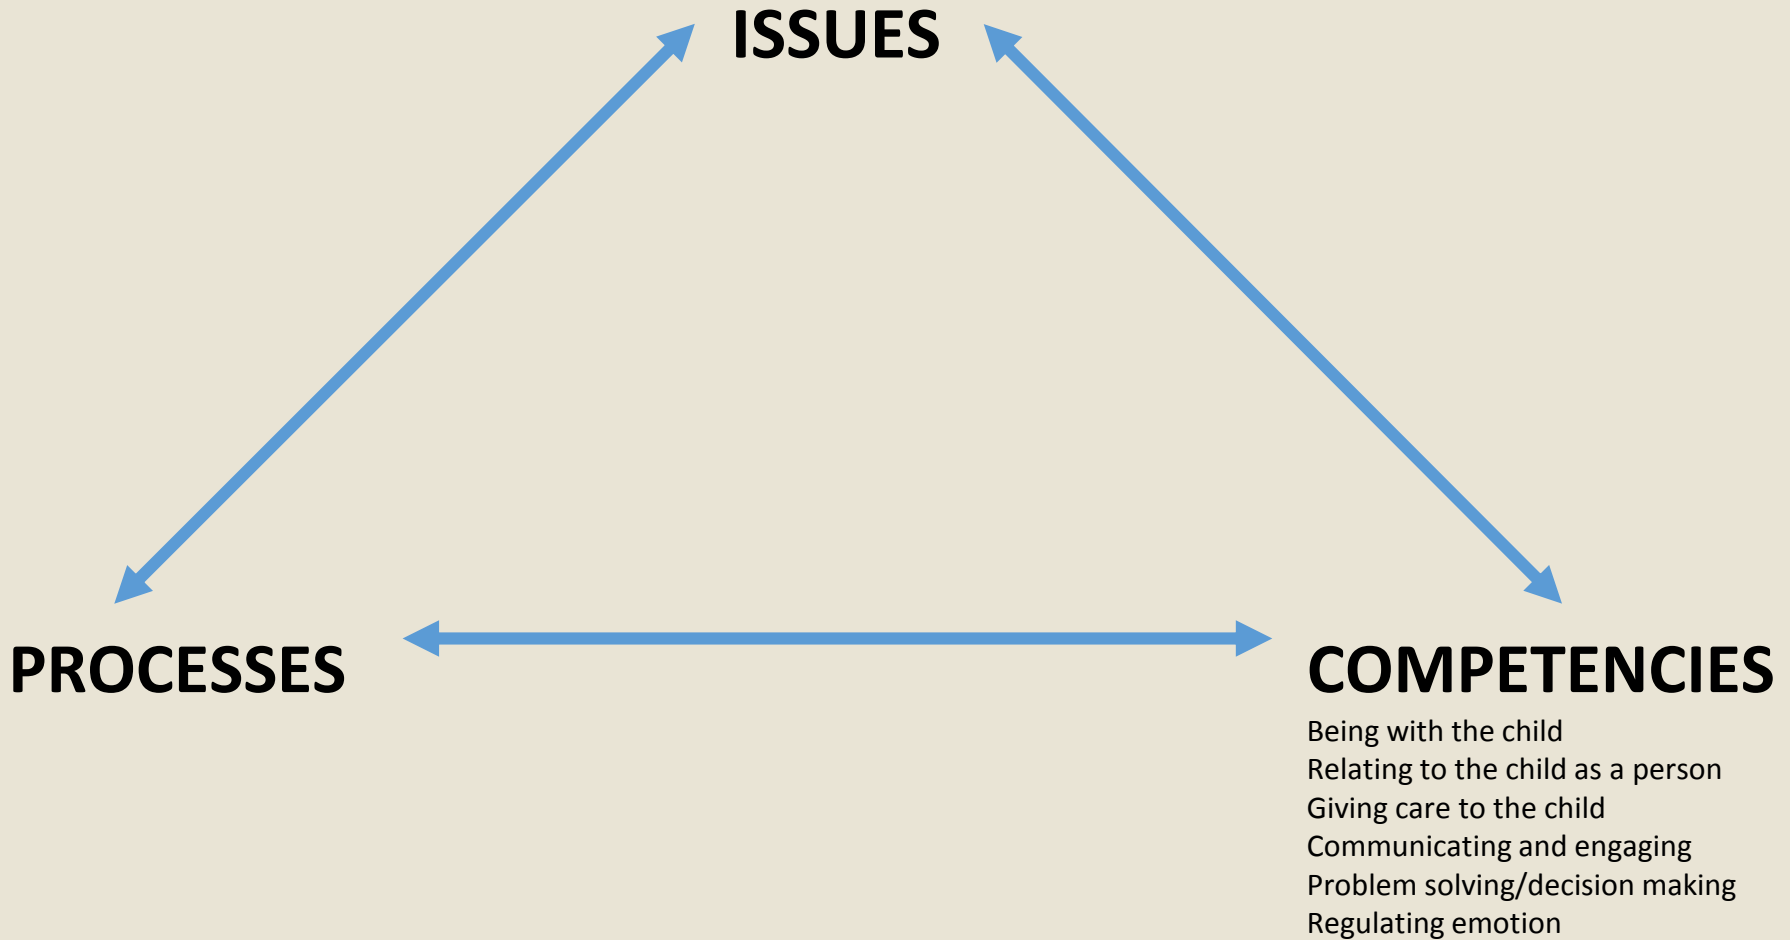 ISSUES
PROCESSES
COMPETENCIES
Being with the child
Relating to the child as a person
Giving care to the child
Communicating and engaging
Problem solving/decision making
Regulating emotion